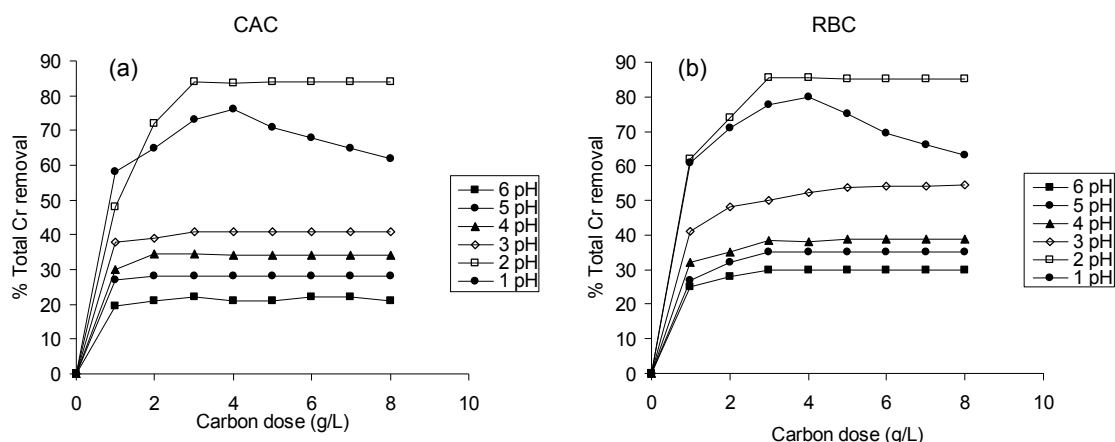 CAC
(a)
% Total Cr removal
90
80
70
60
50
40
30
20
10
0
0 2 4 6 8 10
Carbon dose (g/L)
6 pH
5 pH
4 pH
3 pH
2 pH
1 pH
RBC
(b)
% Total Cr removal
90
80
70
60
50
40
30
20
10
0
0 2 4 6 8 10
Carbon dose (g/L)
6 pH
5 pH
4 pH
3 pH
2 pH
1 pH